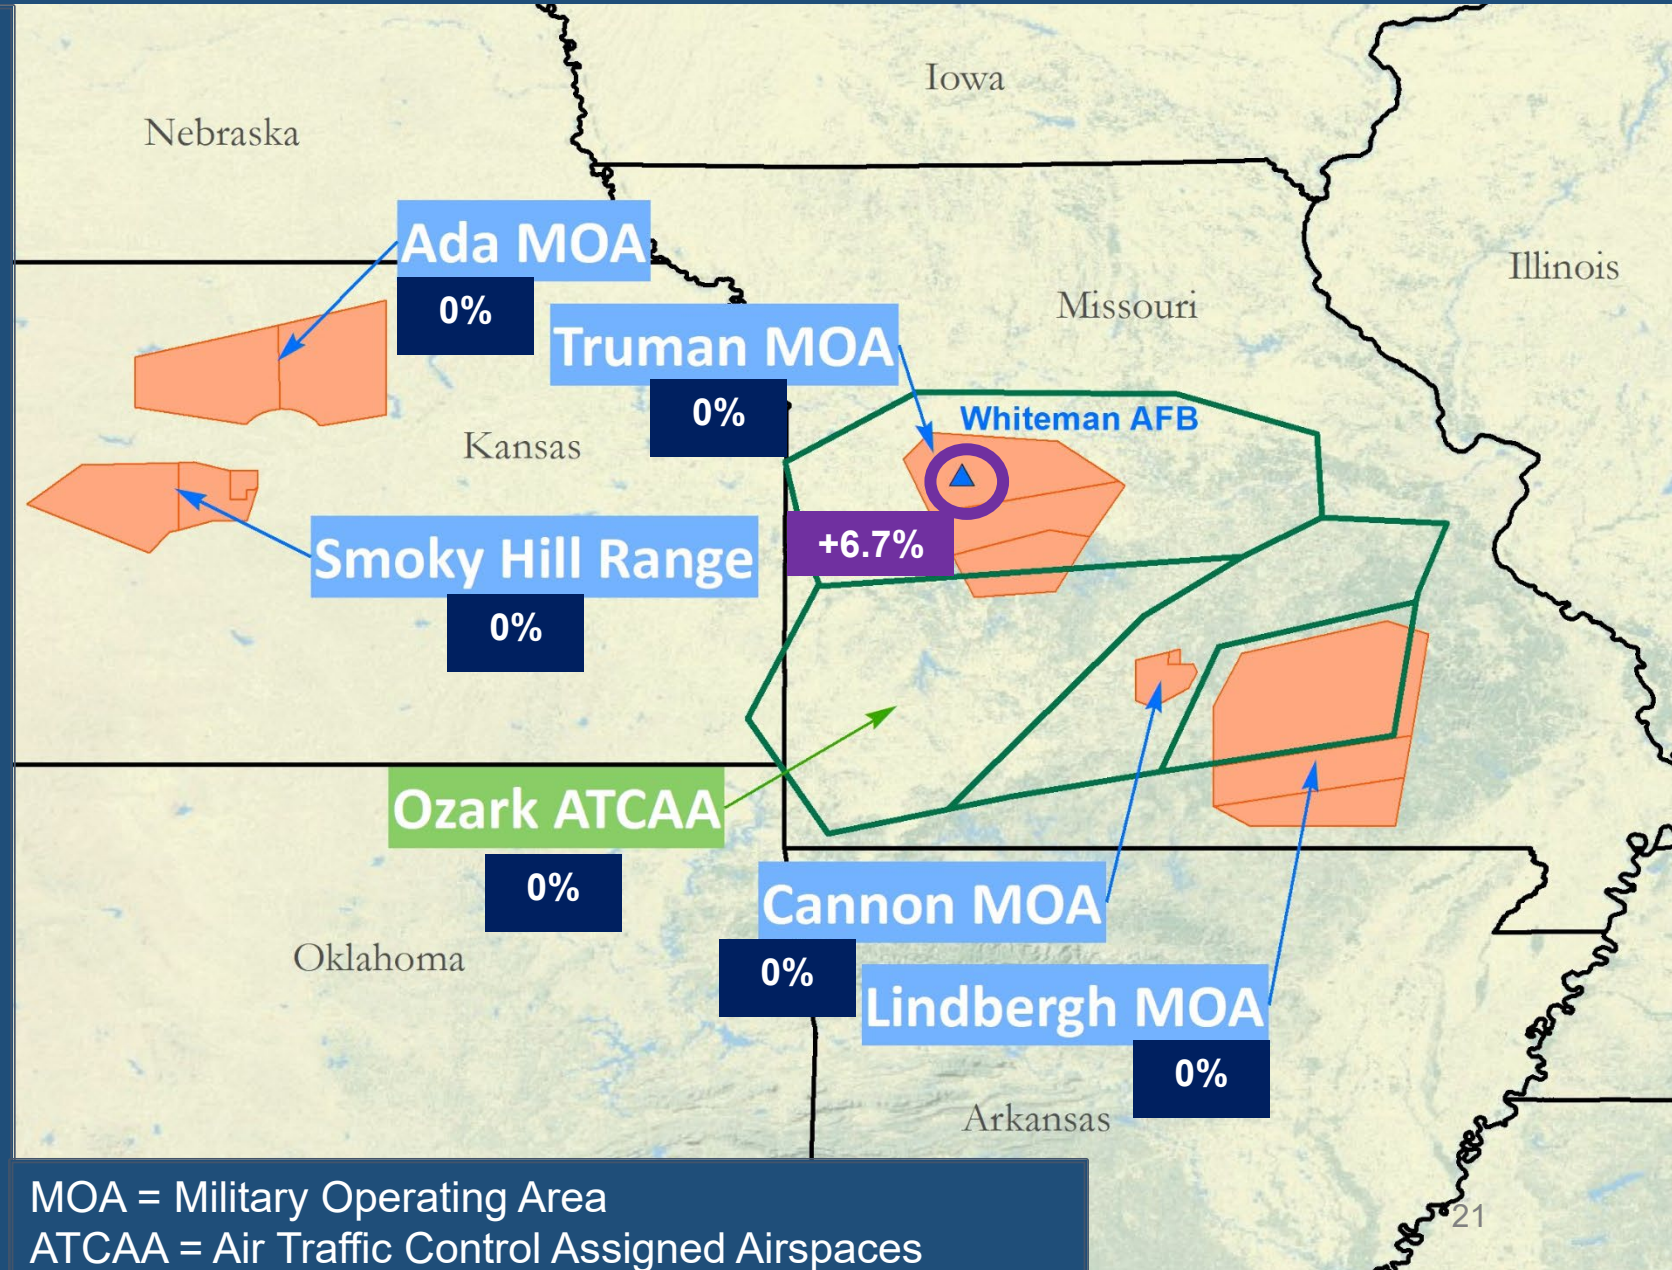 Iowa
Nebraska
Ada MOA
0%
Illinois
Missouri
Truman MOA
0%
Whiteman AFB
Kansas
+6.7%
Smoky Hill Range
0%
Ozark ATCAA
0%
Cannon MOA
0%
Oklahoma
Lindbergh MOA
0%
Arkansas
MOA = Military Operating Area
ATCAA = Air Traffic Control Assigned Airspaces
21